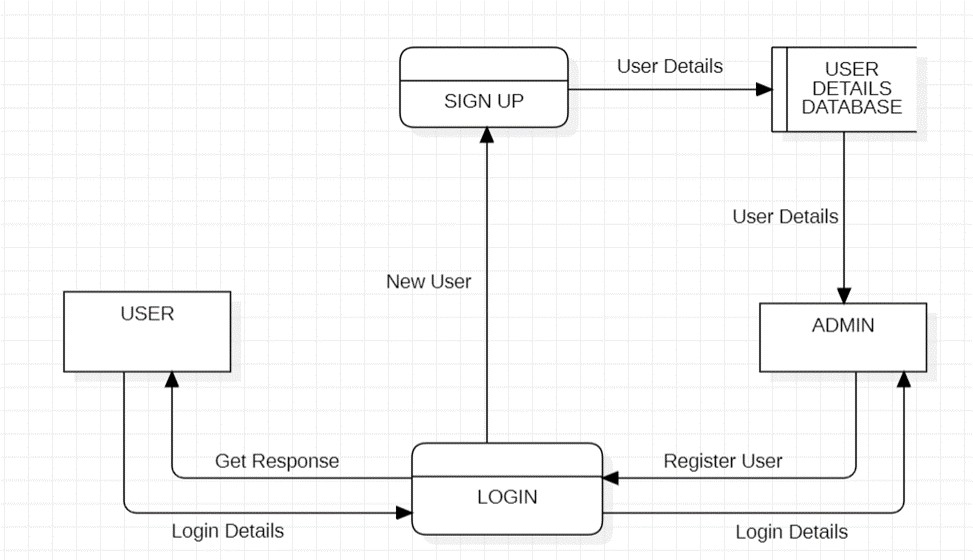 User Details
SIGN UP
USER
DETAILS
DATABASE
User Details
New User
USER
ADMIN
Get Response
Register User
LOGIN
Login Details
Login Details